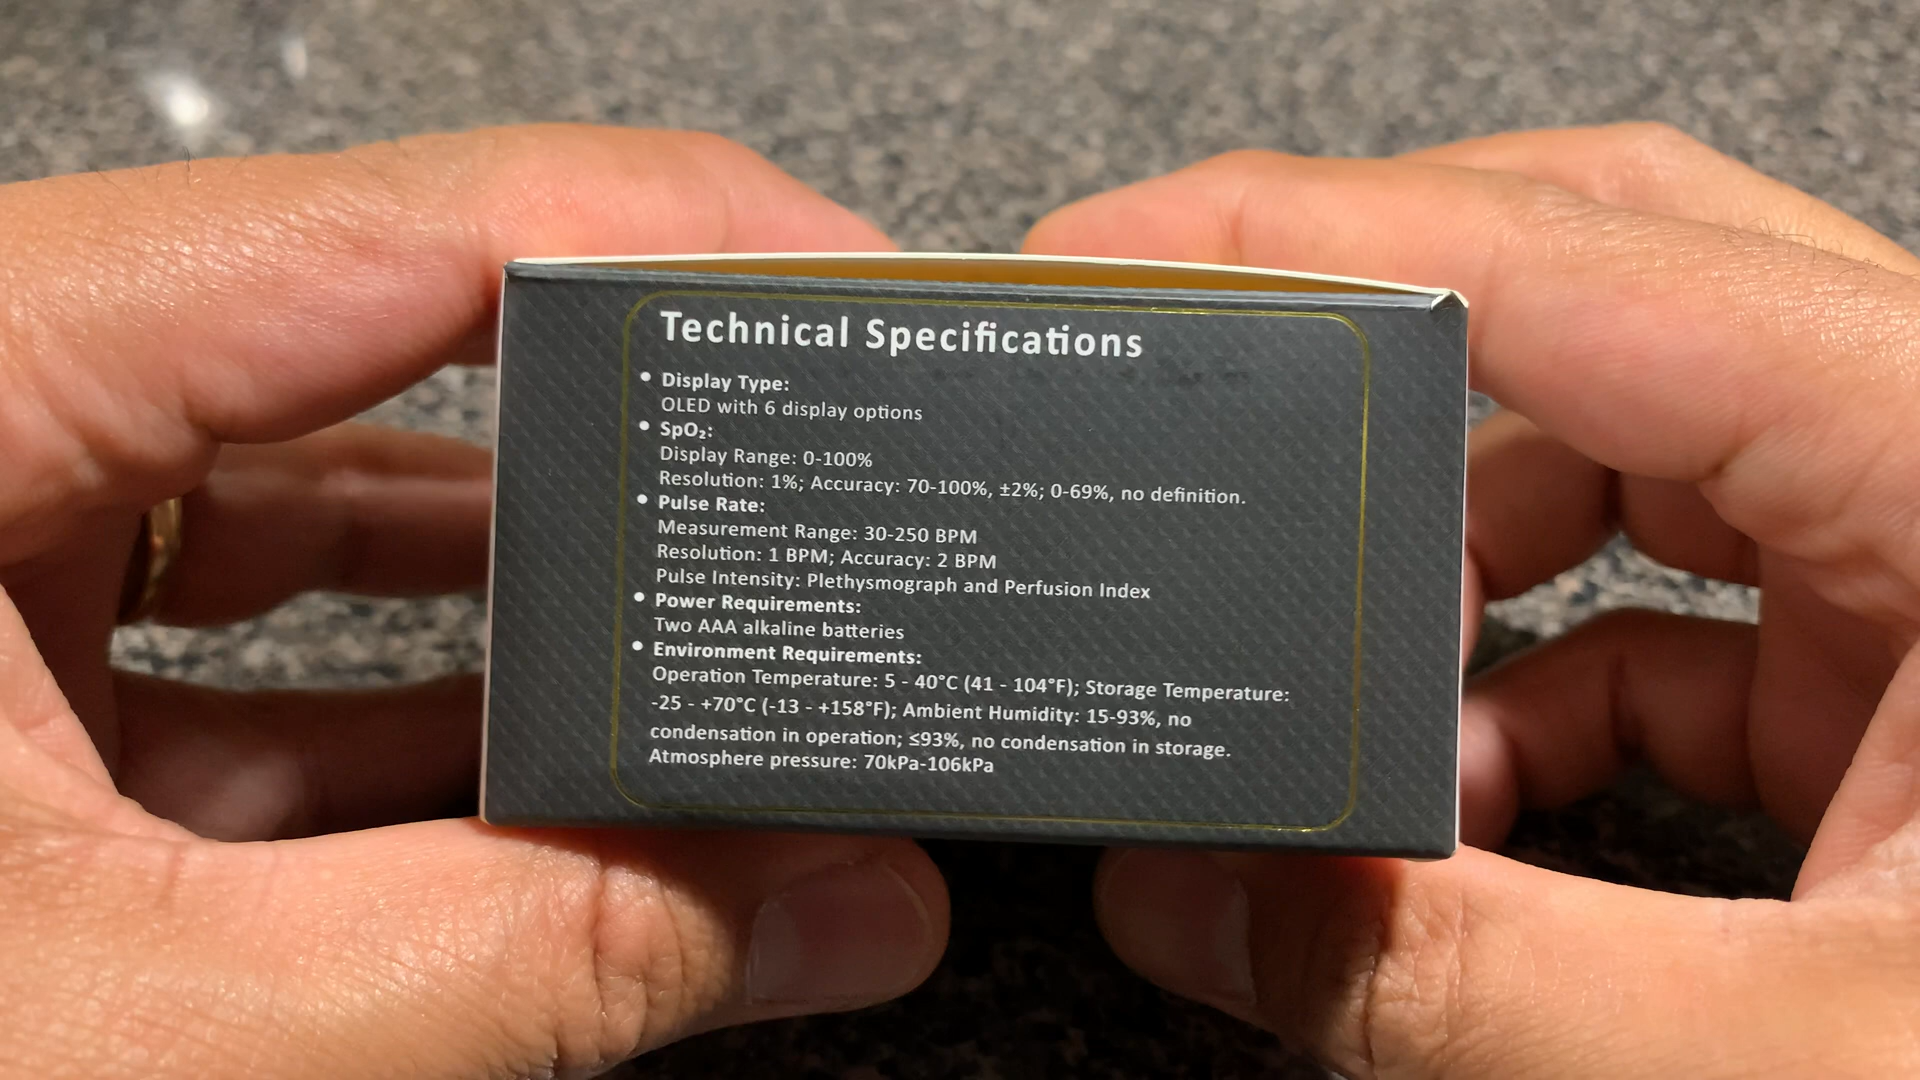 Technical Specifications
• Display Type:
OLED with 6 display options
• SpO₂:
Display Range: 0-100%
Resolution: 1%; Accuracy: 70-100%, ±2%; 0-69%, no definition.
• Pulse Rate:
Measurement Range: 30-250 BPM
Resolution: 1 BPM; Accuracy: 2 BPM
Pulse Intensity: Plethysmograph and Perfusion Index
• Power Requirements:
Two AAA alkaline batteries
• Environment Requirements:
Operation Temperature: 5 - 40°C (41 - 104°F); Storage Temperature:
-25 - +70°C (-13 - +158°F); Ambient Humidity: 15-93%, no
condensation in operation; ≤93%, no condensation in storage.
Atmosphere pressure: 70kPa-106kPa